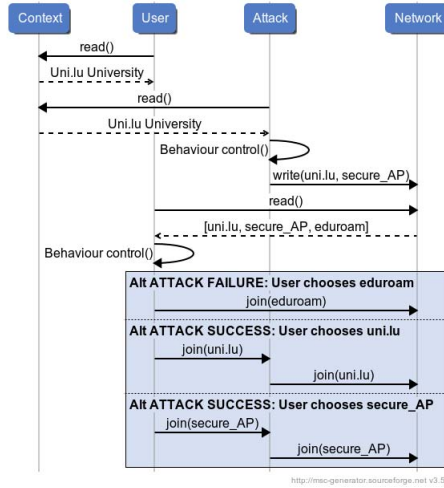 Context User Attack Network
read()
Uni.lu University
read()
Uni.lu University
Behaviour control()
write(uni.lu, secure_AP)
read()
[uni.lu, secure_AP, eduroam]
Behaviour control()
Alt ATTACK FAILURE: User chooses eduroam
join(eduroam)
Alt ATTACK SUCCESS: User chooses uni.lu
join(uni.lu)
join(uni.lu)
Alt ATTACK SUCCESS: User chooses secure_AP
join(secure_AP)
join(secure_AP)
http://msc-generator.sourceforge.net v3.5